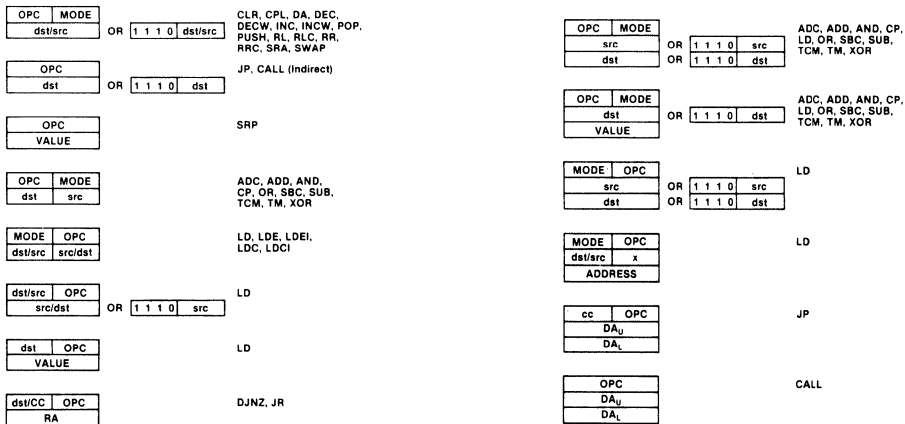 OPC MODE
dst/src OR 1 1 1 0 dst/src
CLR, CPL, DA, DEC,
DECW, INC, INCW, POP,
PUSH, RL, RLC, RR,
RRC, SRA, SWAP
OPC
dst OR 1 1 1 0 dst
JP, CALL (Indirect)
OPC
VALUE
SRP
OPC MODE
dst src
ADC, ADD, AND,
CP, OR, SBC, SUB,
TCM, TM, XOR
MODE OPC
dst/src src/dst
LD, LDE, LDEI,
LDC, LDCI
dst/src OPC
src/dst OR 1 1 1 0 src
LD
dst OPC
VALUE
LD
dst/CC OPC
RA
DJNZ, JR
OPC MODE
src OR 1 1 1 0 src
dst OR 1 1 1 0 dst
ADC, ADD, AND, CP,
LD, OR, SBC, SUB,
TCM, TM, XOR
OPC MODE
dst OR 1 1 1 0 dst
VALUE
ADC, ADD, AND, CP,
LD, OR, SBC, SUB,
TCM, TM, XOR
MODE OPC
src OR 1 1 1 0 src
dst OR 1 1 1 0 dst
LD
MODE OPC
dst/src x
ADDRESS
LD
cc OPC
DAU
DAL
JP
OPC
DAU
DAL
CALL